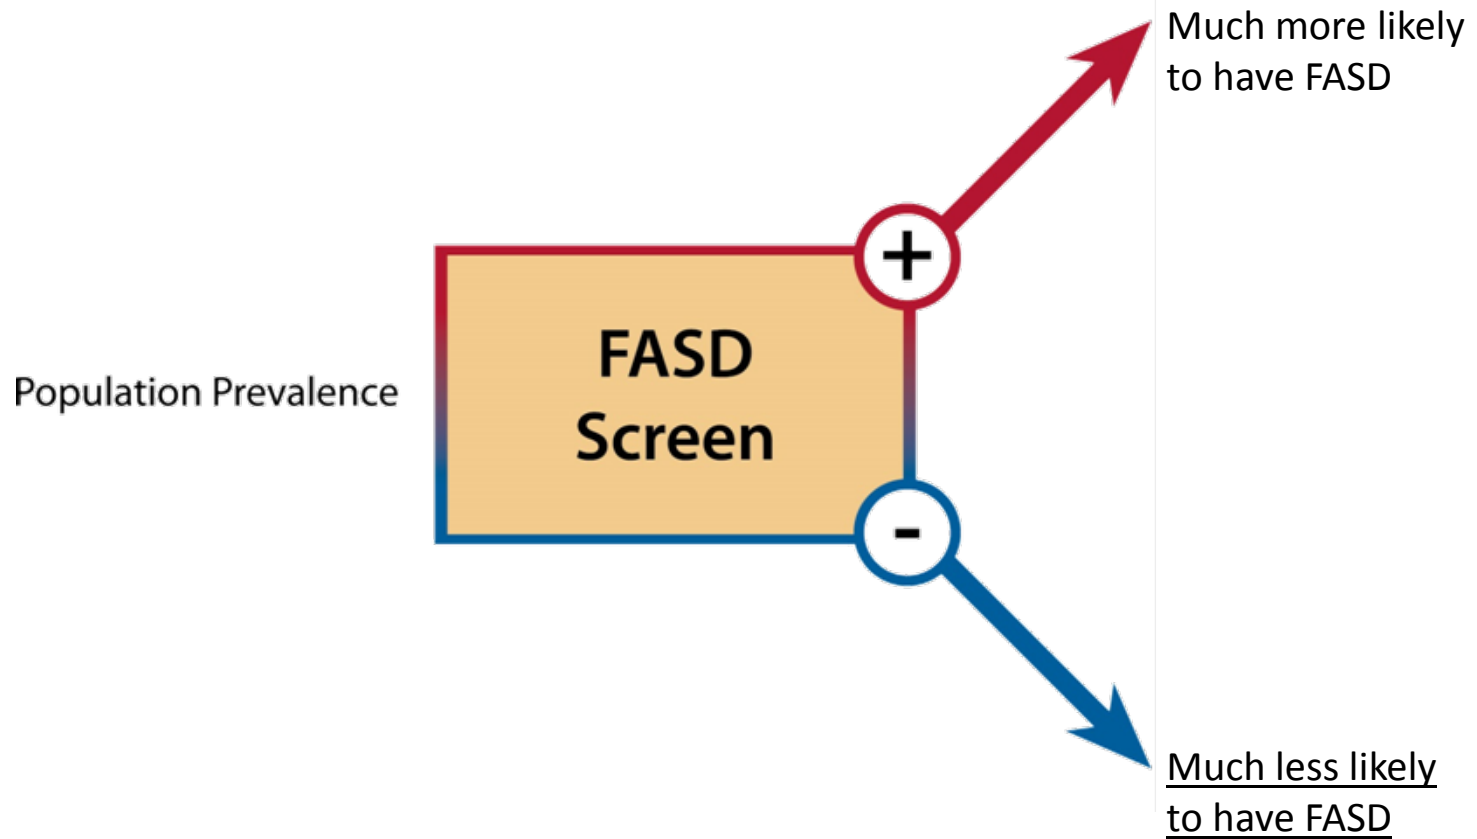 Much more likely
to have FASD
+
FASD
Screen
Population Prevalence
-
Much less likely
to have FASD